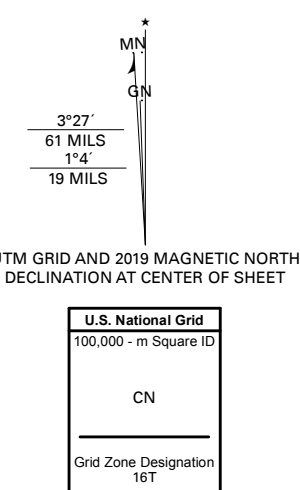 ★
MN
GN
3°27´
61 MILS
1°4´
19 MILS
UTM GRID AND 2019 MAGNETIC NORTH
DECLINATION AT CENTER OF SHEET
U.S. National Grid
100,000 - m Square ID
CN
Grid Zone Designation
16T